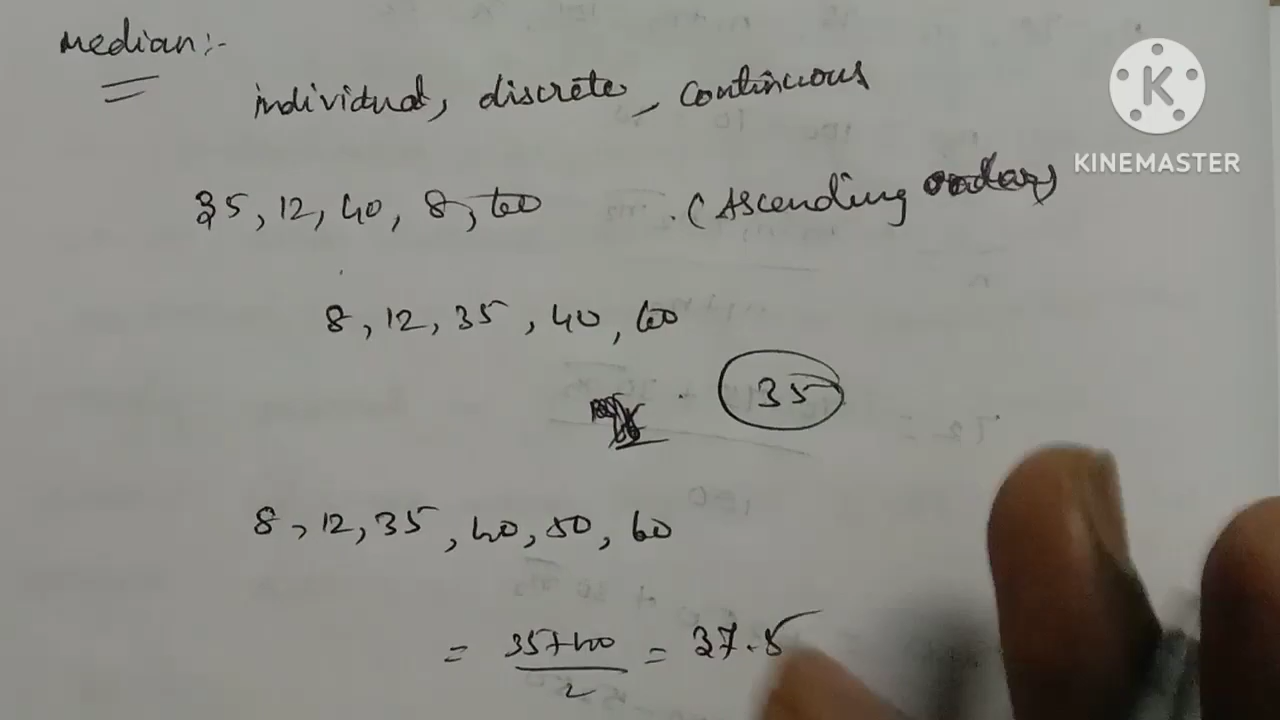 Median :-
individual, discrete, continuous
35, 12, 40, 8, 60 (Ascending order)
8, 12, 35, 40, 60
35
8, 12, 35, 40, 50, 60
= 35+40 / 2 = 37.5
K
KINEMASTER